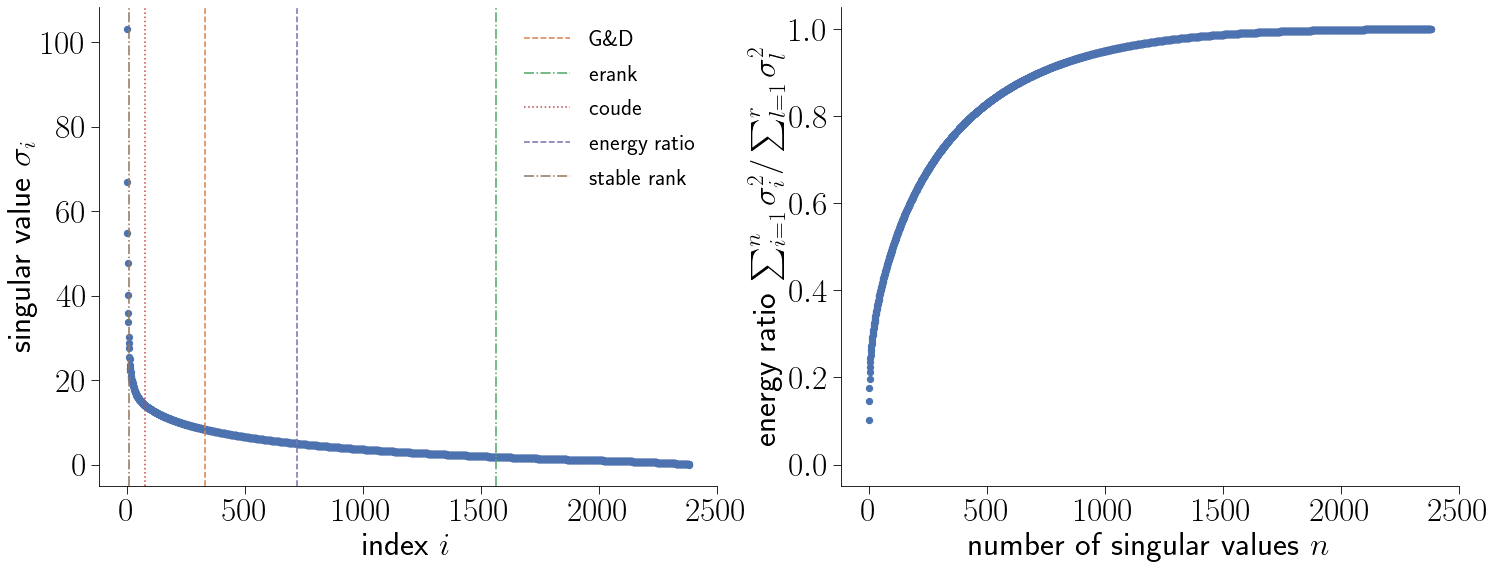 singular value σ_i
100
80
60
40
20
0
0 500 1000 1500 2000 2500
index i
G&D
erank
coude
energy ratio
stable rank
energy ratio ∑_{i=1}^{n} σ_i^2 / ∑_{l=1}^{r} σ_l^2
1.0
0.8
0.6
0.4
0.2
0.0
0 500 1000 1500 2000 2500
number of singular values n